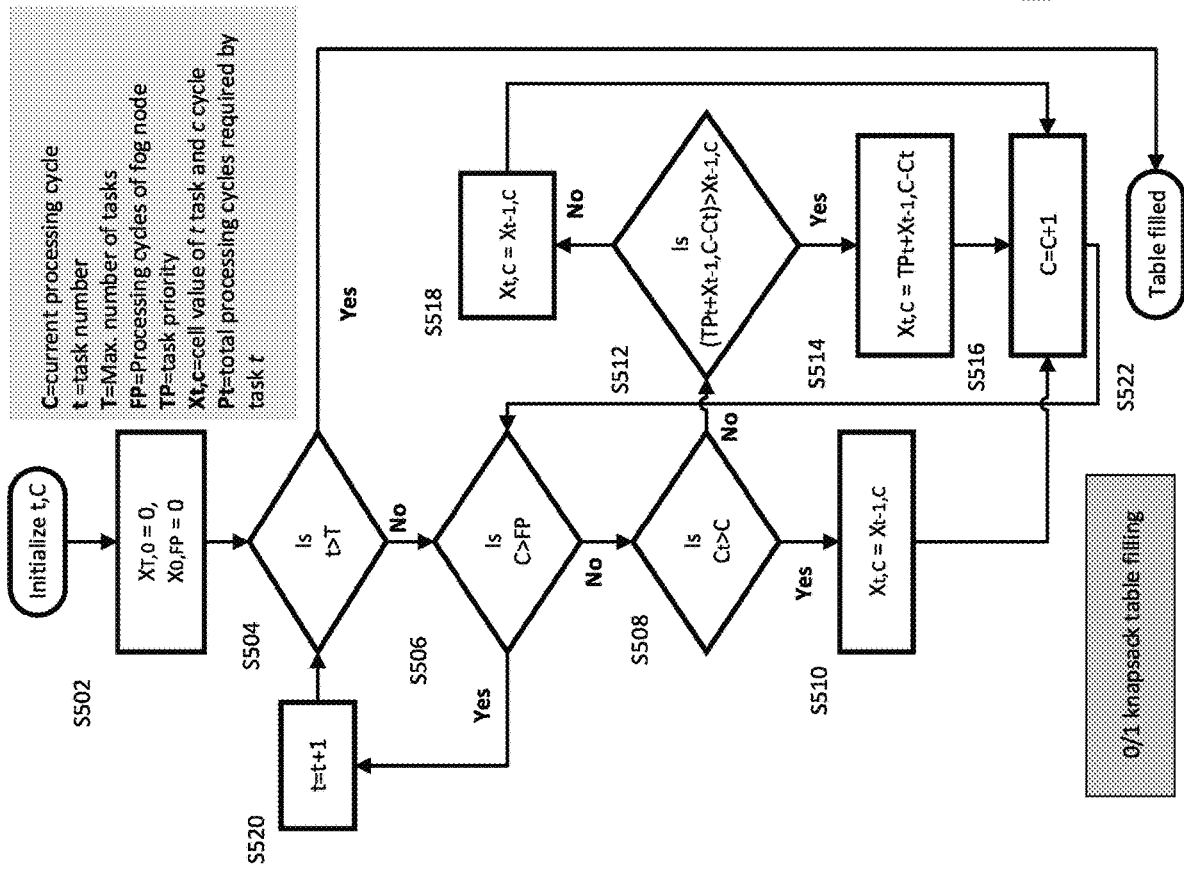 Initialize t,C
C=current processing cycle
t =task number
T=Max. number of tasks
FP=Processing cycles of fog node
TP=task priority
Xt,c=cell value of t task and c cycle
Pt=total processing cycles required by
task t
S502
XT,0 = 0,
X0,FP = 0
S504
Is
t>T
Yes
No
S520
t=t+1
S506
Is
C>FP
Yes
No
S508
Is
Ct>C
No
Yes
S510
Xt,C = Xt-1,C
S512
Is
(TPt+Xt-1,C-Ct)>Xt-1,C
No
Yes
S518
Xt,C = Xt-1,C
S514
Xt,C = TPt+Xt-1,C-Ct
S516
C=C+1
S522
Table filled
0/1 knapsack table filling